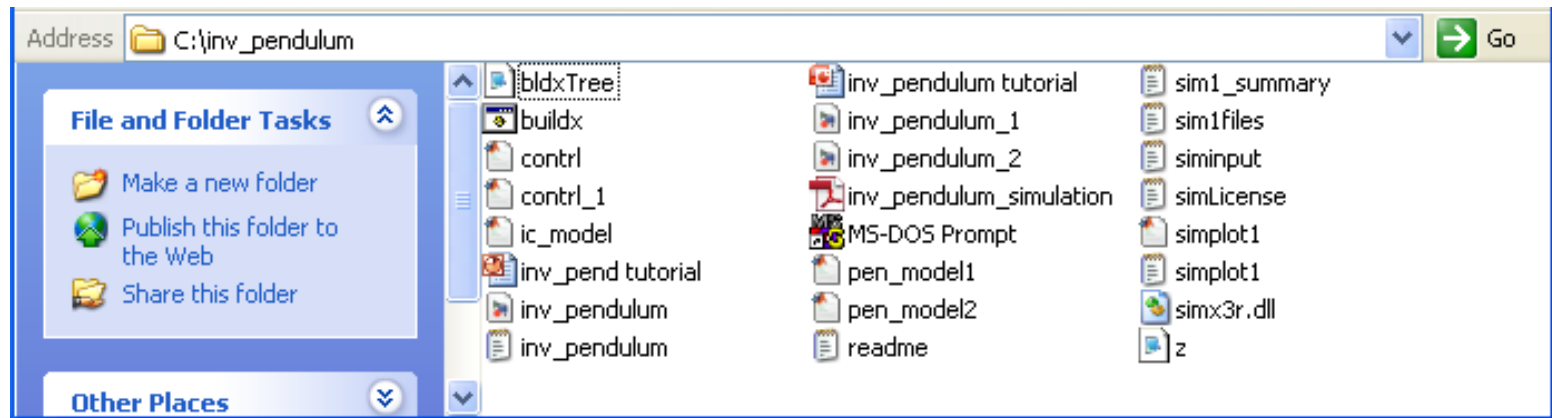 Address C:\inv_pendulum Go
File and Folder Tasks
Make a new folder
Publish this folder to
the Web
Share this folder
Other Places
bldxTree
buildx
contrl
contrl_1
ic_model
inv_pend tutorial
inv_pendulum
inv_pendulum
inv_pendulum tutorial
inv_pendulum_1
inv_pendulum_2
inv_pendulum_simulation
MS-DOS Prompt
pen_model1
pen_model2
readme
sim1_summary
sim1files
siminput
simLicense
simplot1
simplot1
simx3r.dll
z